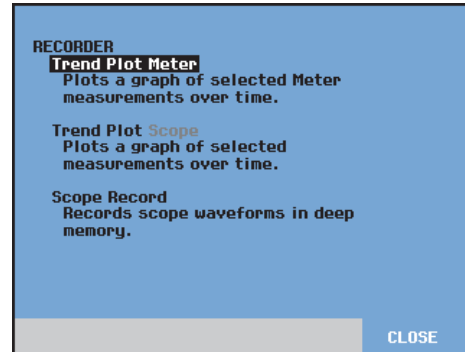 RECORDER
Trend Plot Meter
Plots a graph of selected Meter
measurements over time.
Trend Plot Scope
Plots a graph of selected
measurements over time.
Scope Record
Records scope waveforms in deep
memory.
CLOSE